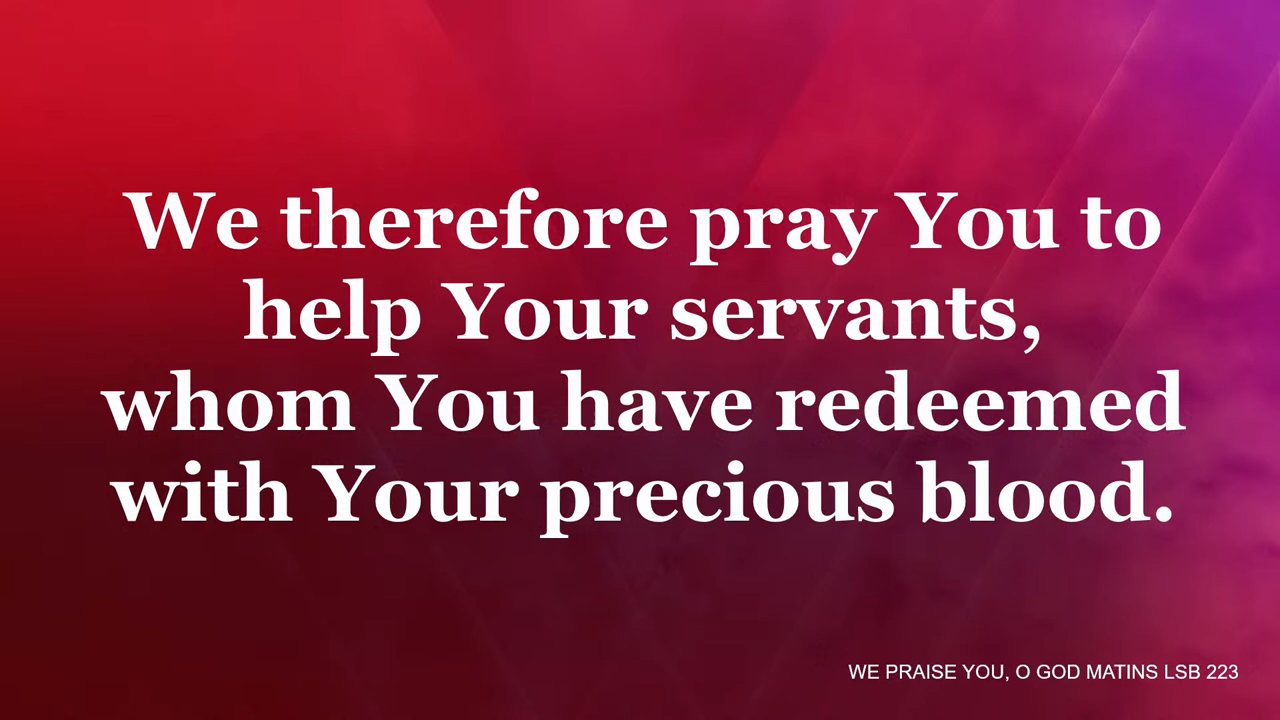 We therefore pray You to
help Your servants,
whom You have redeemed
with Your precious blood.
WE PRAISE YOU, O GOD MATINS LSB 223